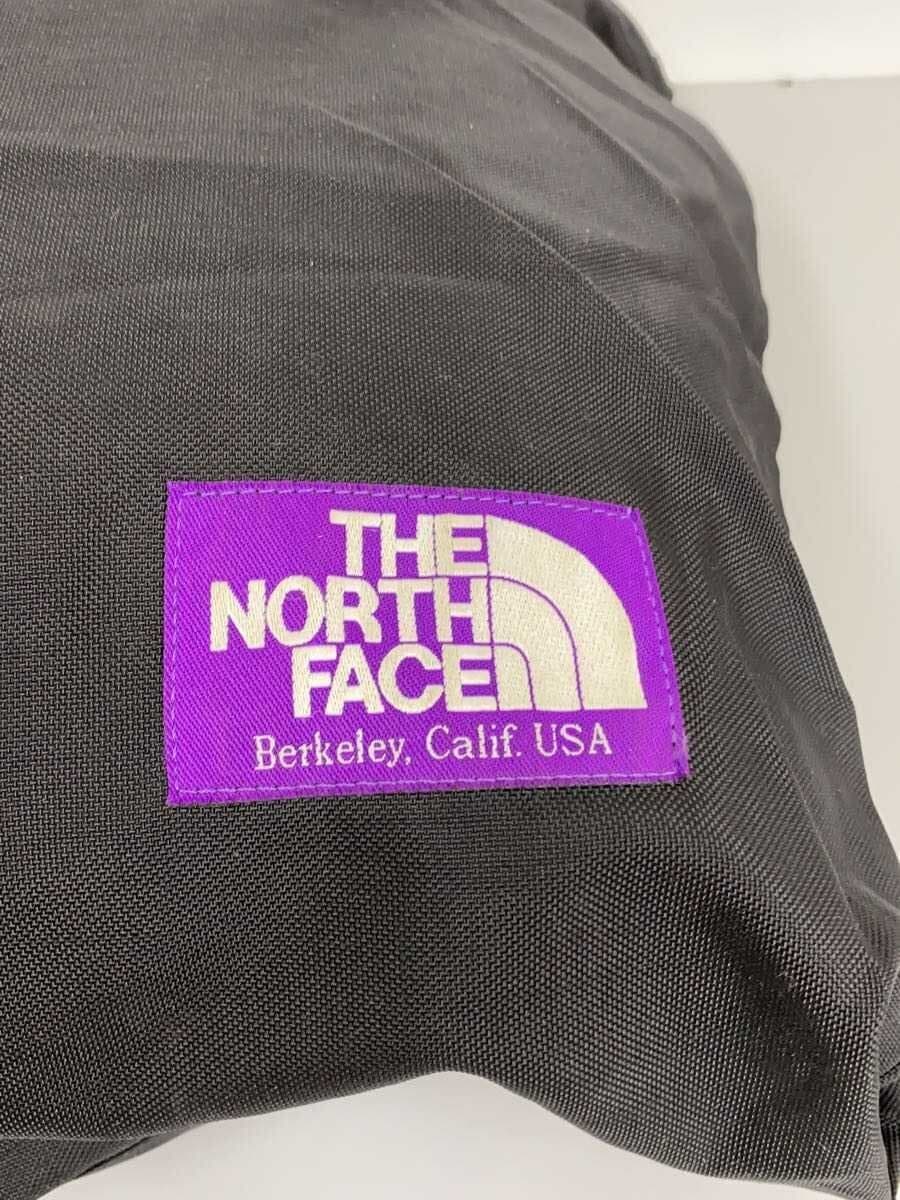 THE
NORTH
FACE
Berkeley, Calif. USA